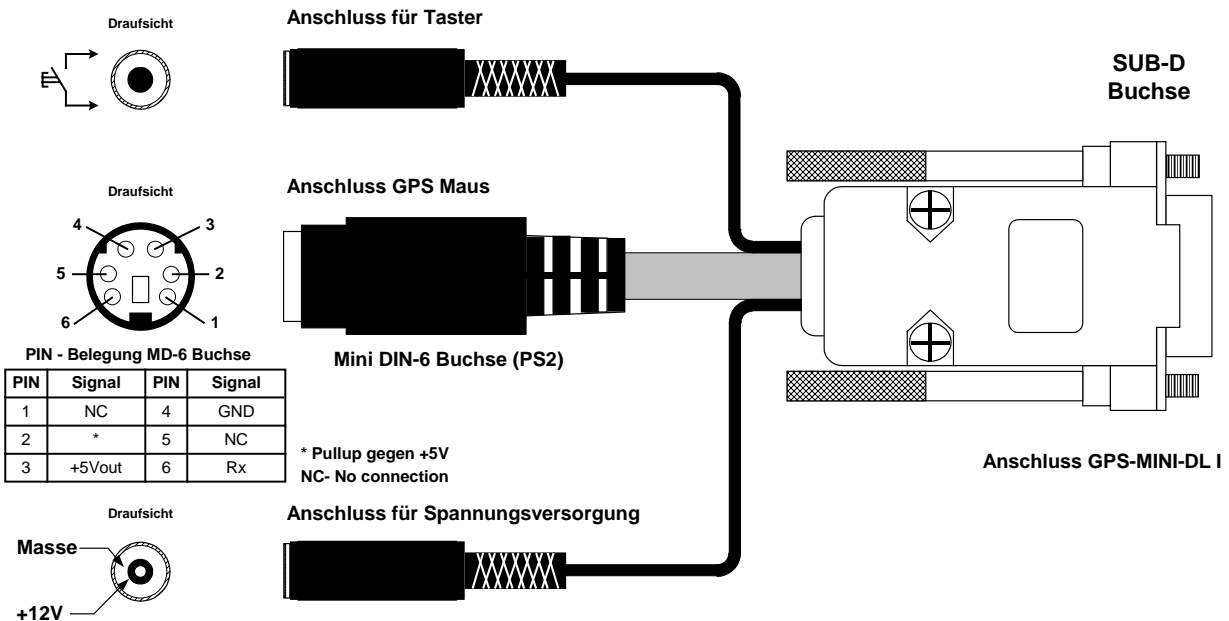 Draufsicht
Anschluss für Taster
SUB-D
Buchse
Draufsicht
Anschluss GPS Maus
4
3
5
2
6
1
PIN - Belegung MD-6 Buchse
PIN Signal PIN Signal
1 NC 4 GND
2 * 5 NC
3 +5Vout 6 Rx
Mini DIN-6 Buchse (PS2)
* Pullup gegen +5V
NC- No connection
Anschluss GPS-MINI-DL I
Draufsicht
Anschluss für Spannungsversorgung
Masse
+12V